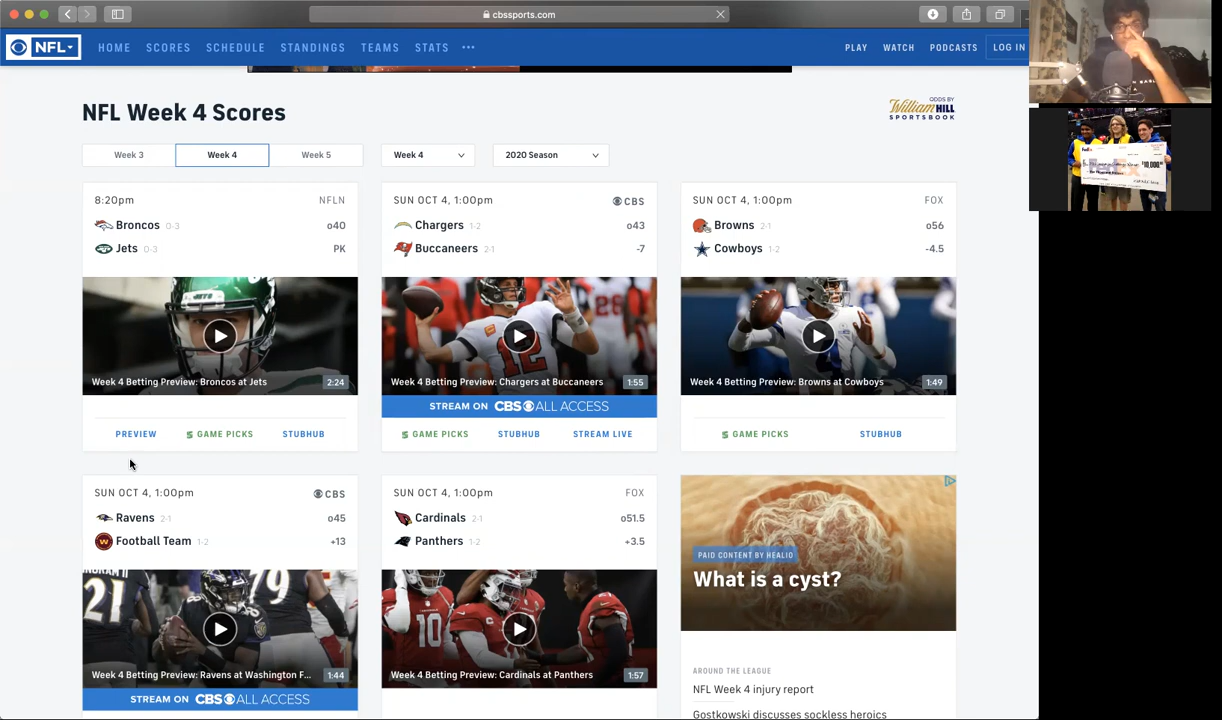 cbssports.com
NFL
HOME SCORES SCHEDULE STANDINGS TEAMS STATS ••• PLAY WATCH PODCASTS LOG IN
NFL Week 4 Scores
ODDS BY
William HILL
SPORTSBOOK
Week 3 Week 4 Week 5 Week 4 2020 Season
8:20pm NFLN
Broncos 0-3 o40
Jets 0-3 PK
Week 4 Betting Preview: Broncos at Jets 2:24
PREVIEW GAME PICKS STUBHUB
SUN OCT 4, 1:00pm CBS
Chargers 1-2 o43
Buccaneers 2-1 -7
12
Week 4 Betting Preview: Chargers at Buccaneers 1:55
STREAM ON CBS ALL ACCESS
GAME PICKS STUBHUB STREAM LIVE
SUN OCT 4, 1:00pm FOX
Browns 2-1 o56
Cowboys 1-2 -4.5
Week 4 Betting Preview: Browns at Cowboys 1:49
GAME PICKS STUBHUB
SUN OCT 4, 1:00pm CBS
Ravens 2-1 o45
Football Team 1-2 +13
21 79
Week 4 Betting Preview: Ravens at Washington F... 1:44
STREAM ON CBS ALL ACCESS
SUN OCT 4, 1:00pm FOX
Cardinals 2-1 o51.5
Panthers 1-2 +3.5
10
Week 4 Betting Preview: Cardinals at Panthers 1:57
PAID CONTENT BY HEALIO
What is a cyst?
AROUND THE LEAGUE
NFL Week 4 injury report
Gostkowski discusses sockless heroics
FedEx
$10,000